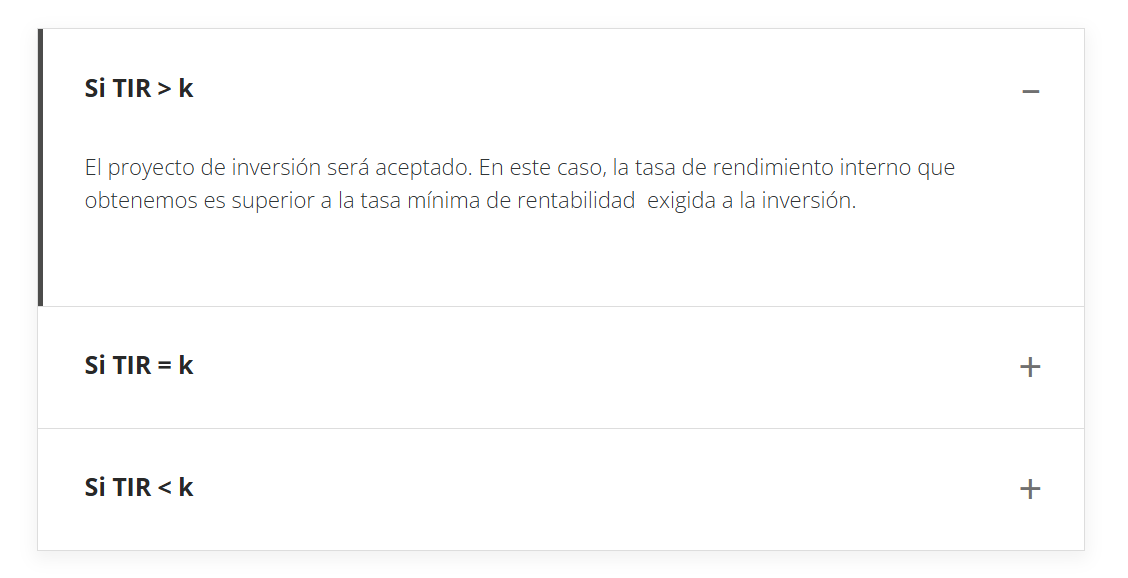 Si TIR > k
El proyecto de inversión será aceptado. En este caso, la tasa de rendimiento interno que
obtenemos es superior a la tasa mínima de rentabilidad  exigida a la inversión.
Si TIR = k
Si TIR < k